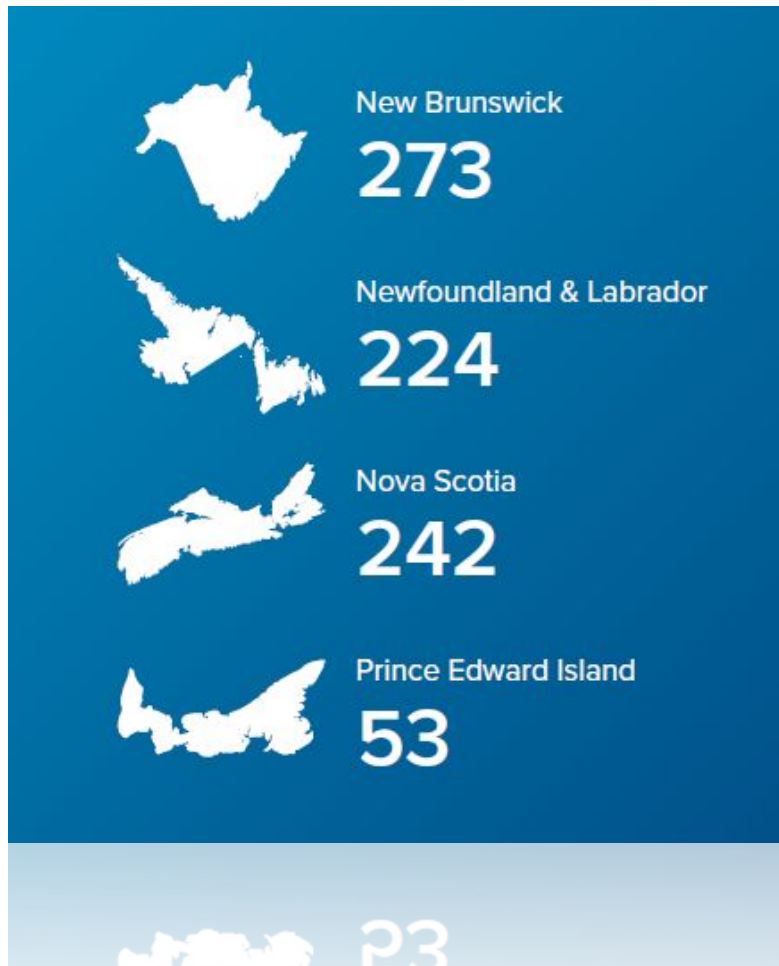 New Brunswick
273
Newfoundland & Labrador
224
Nova Scotia
242
Prince Edward Island
53